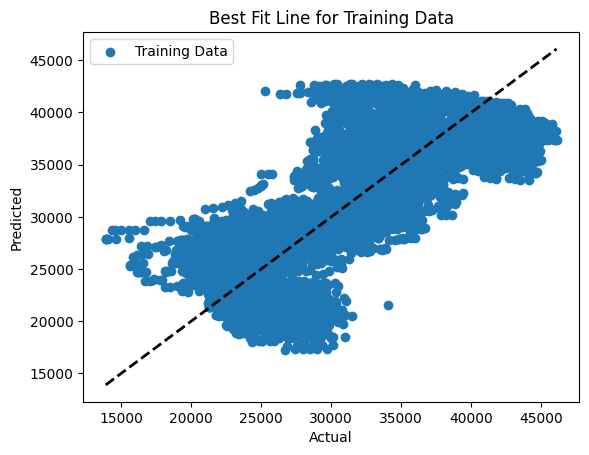 Best Fit Line for Training Data
Training Data
45000
40000
35000
30000
25000
20000
15000
Predicted
15000 20000 25000 30000 35000 40000 45000
Actual